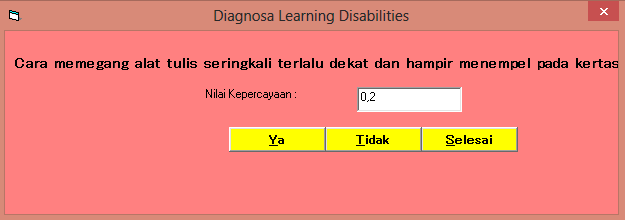 Diagnosa Learning Disabilities
Cara memegang alat tulis seringkali terlalu dekat dan hampir menempel pada kertas
Nilai Kepercayaan :
0,2
Ya
Tidak
Selesai